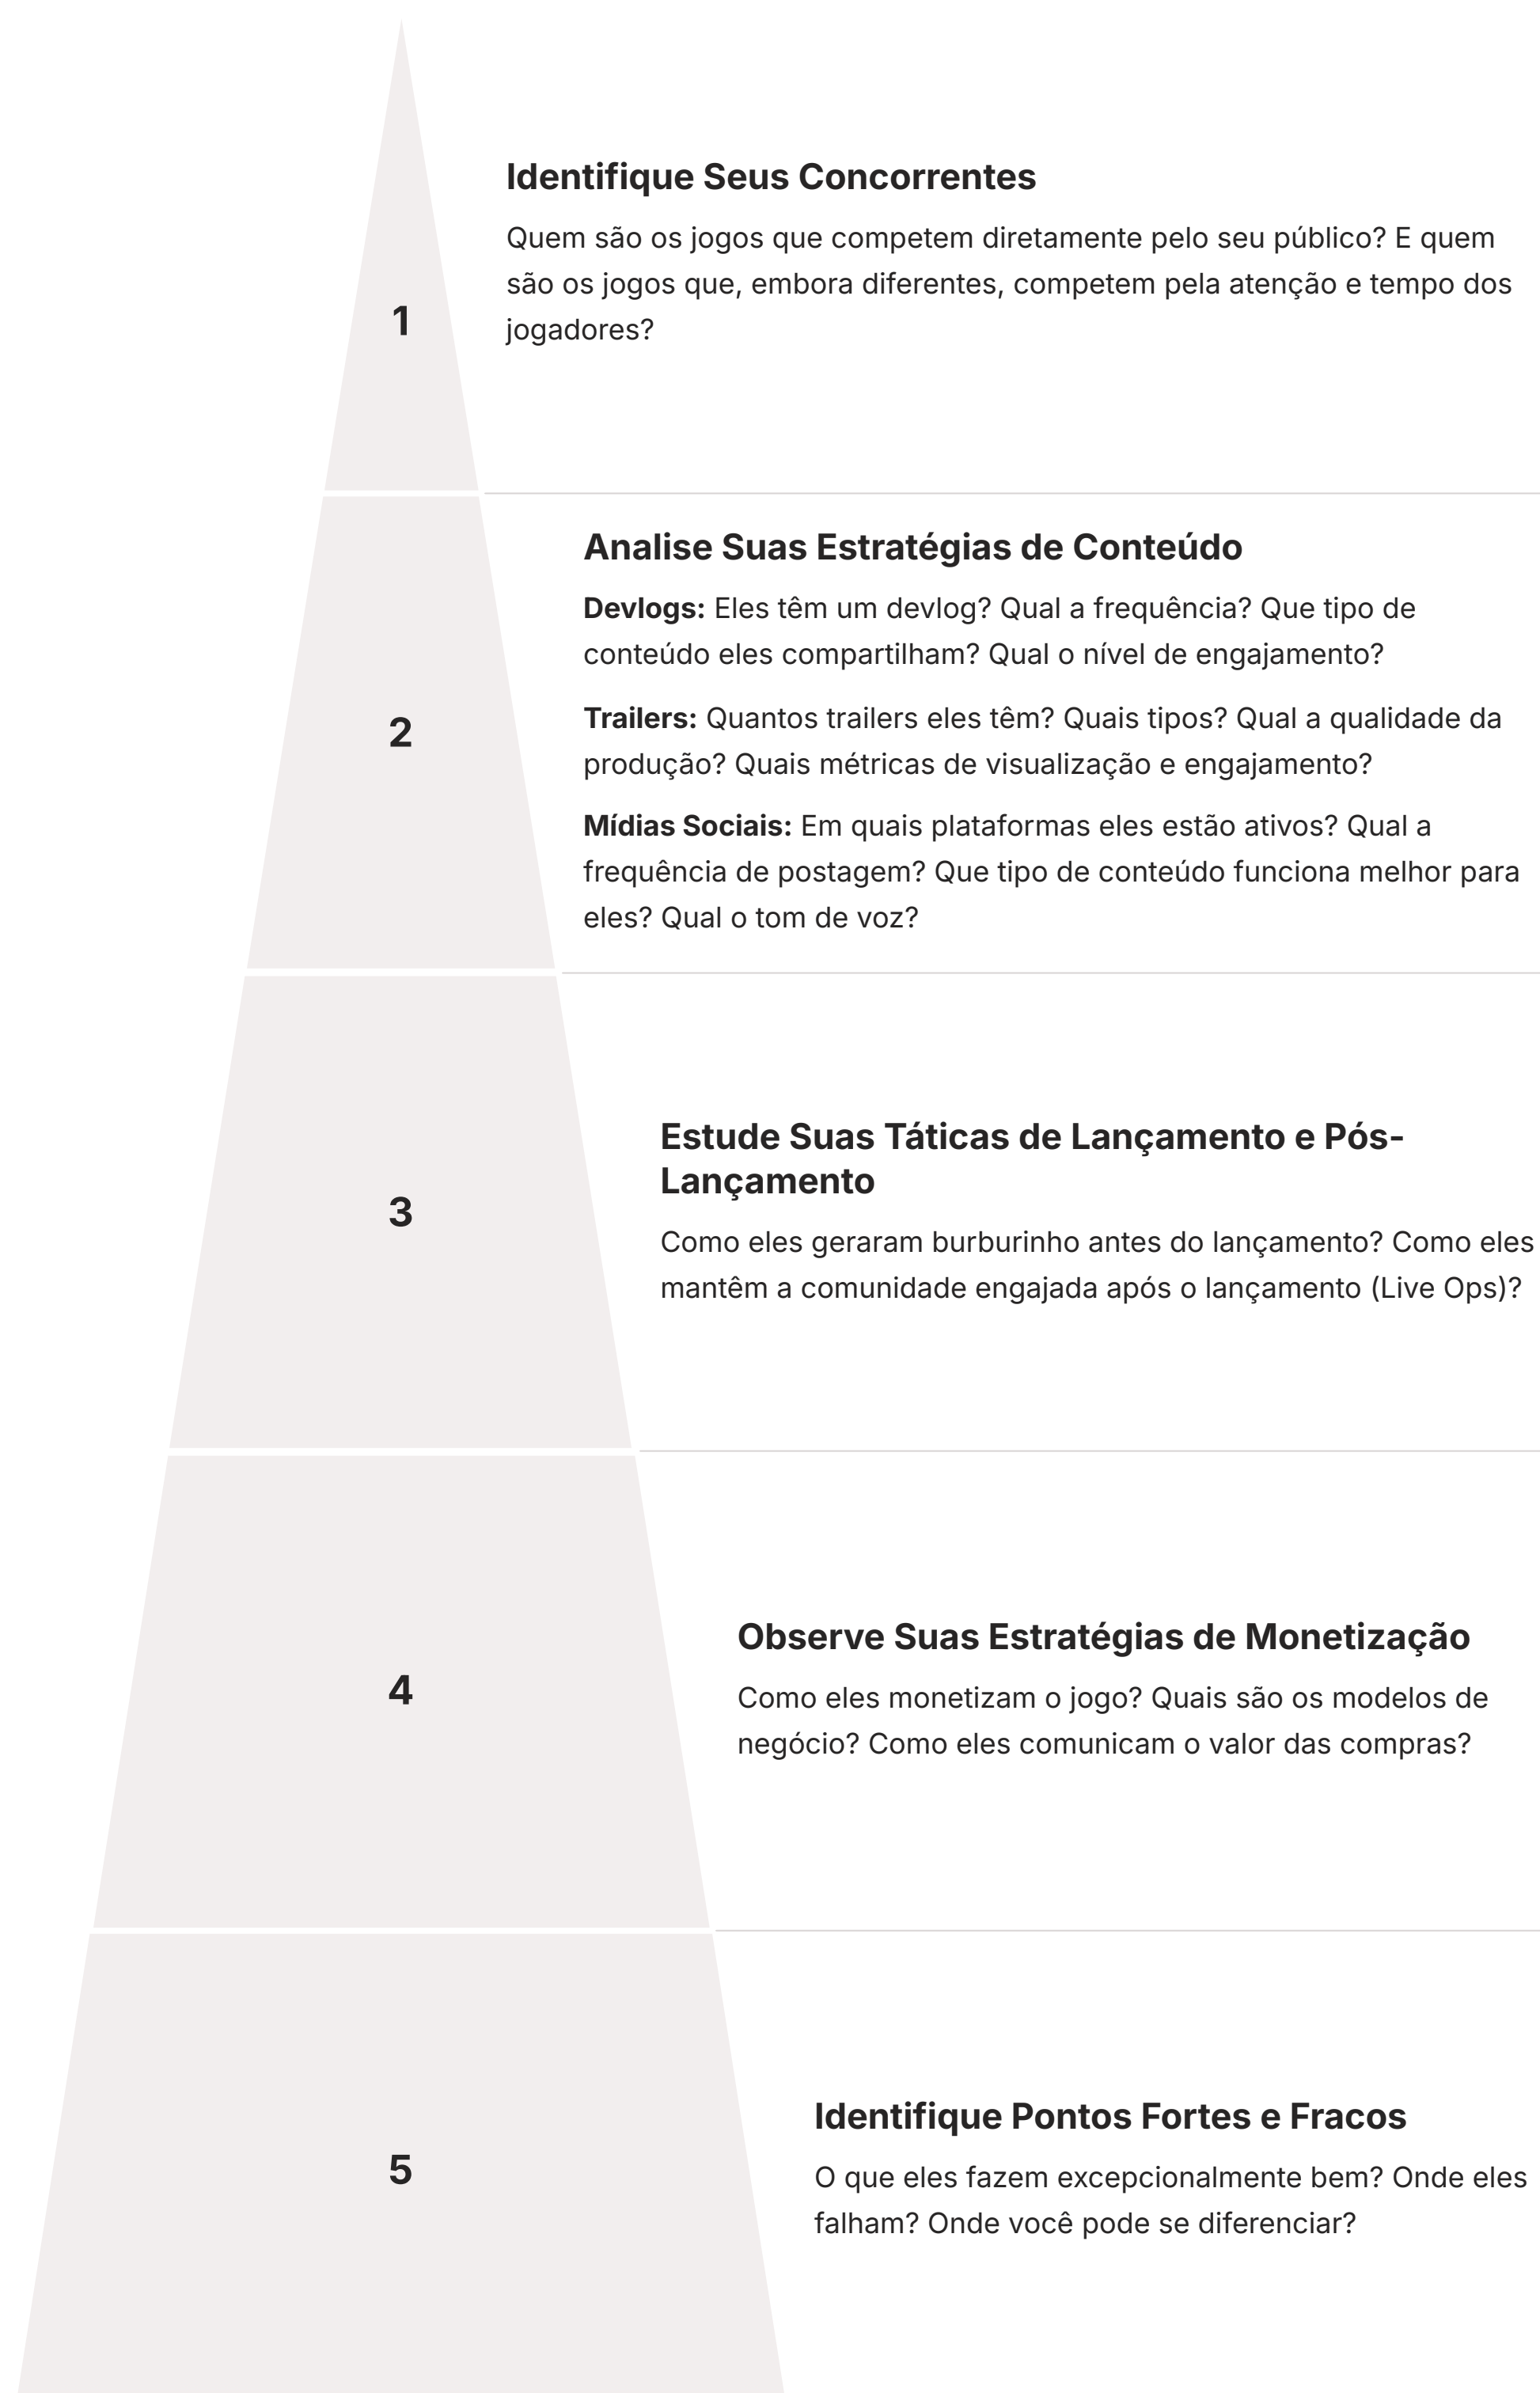 Identifique Seus Concorrentes
Quem são os jogos que competem diretamente pelo seu público? E quem
são os jogos que, embora diferentes, competem pela atenção e tempo dos
jogadores?
1
Analise Suas Estratégias de Conteúdo
Devlogs: Eles têm um devlog? Qual a frequência? Que tipo de
conteúdo eles compartilham? Qual o nível de engajamento?
Trailers: Quantos trailers eles têm? Quais tipos? Qual a qualidade da
produção? Quais métricas de visualização e engajamento?
Mídias Sociais: Em quais plataformas eles estão ativos? Qual a
frequência de postagem? Que tipo de conteúdo funciona melhor para
eles? Qual o tom de voz?
2
Estude Suas Táticas de Lançamento e Pós-
Lançamento
Como eles geraram burburinho antes do lançamento? Como eles
mantêm a comunidade engajada após o lançamento (Live Ops)?
3
Observe Suas Estratégias de Monetização
Como eles monetizam o jogo? Quais são os modelos de
negócio? Como eles comunicam o valor das compras?
4
Identifique Pontos Fortes e Fracos
O que eles fazem excepcionalmente bem? Onde eles
falham? Onde você pode se diferenciar?
5